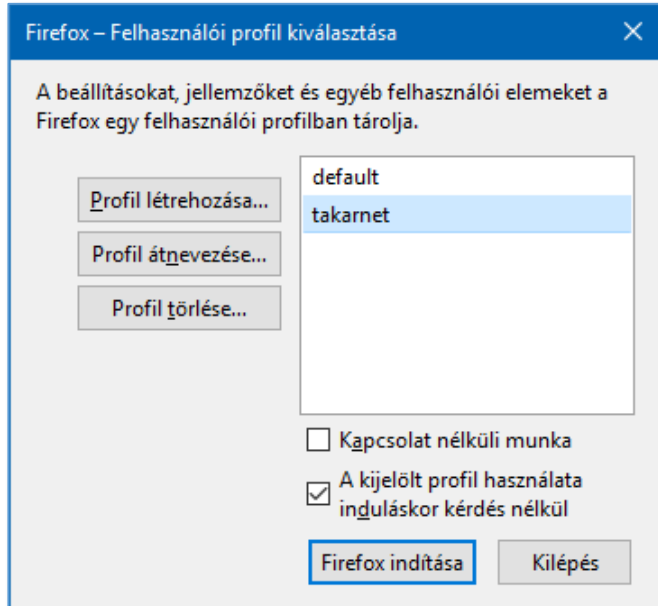 Firefox – Felhasználói profil kiválasztása
A beállításokat, jellemzőket és egyéb felhasználói elemeket a
Firefox egy felhasználói profilban tárolja.
Profil létrehozása...
Profil átnevezése...
Profil törlése...
default
takarnet
Kapcsolat nélküli munka
A kijelölt profil használata
induláskor kérdés nélkül
Firefox indítása
Kilépés